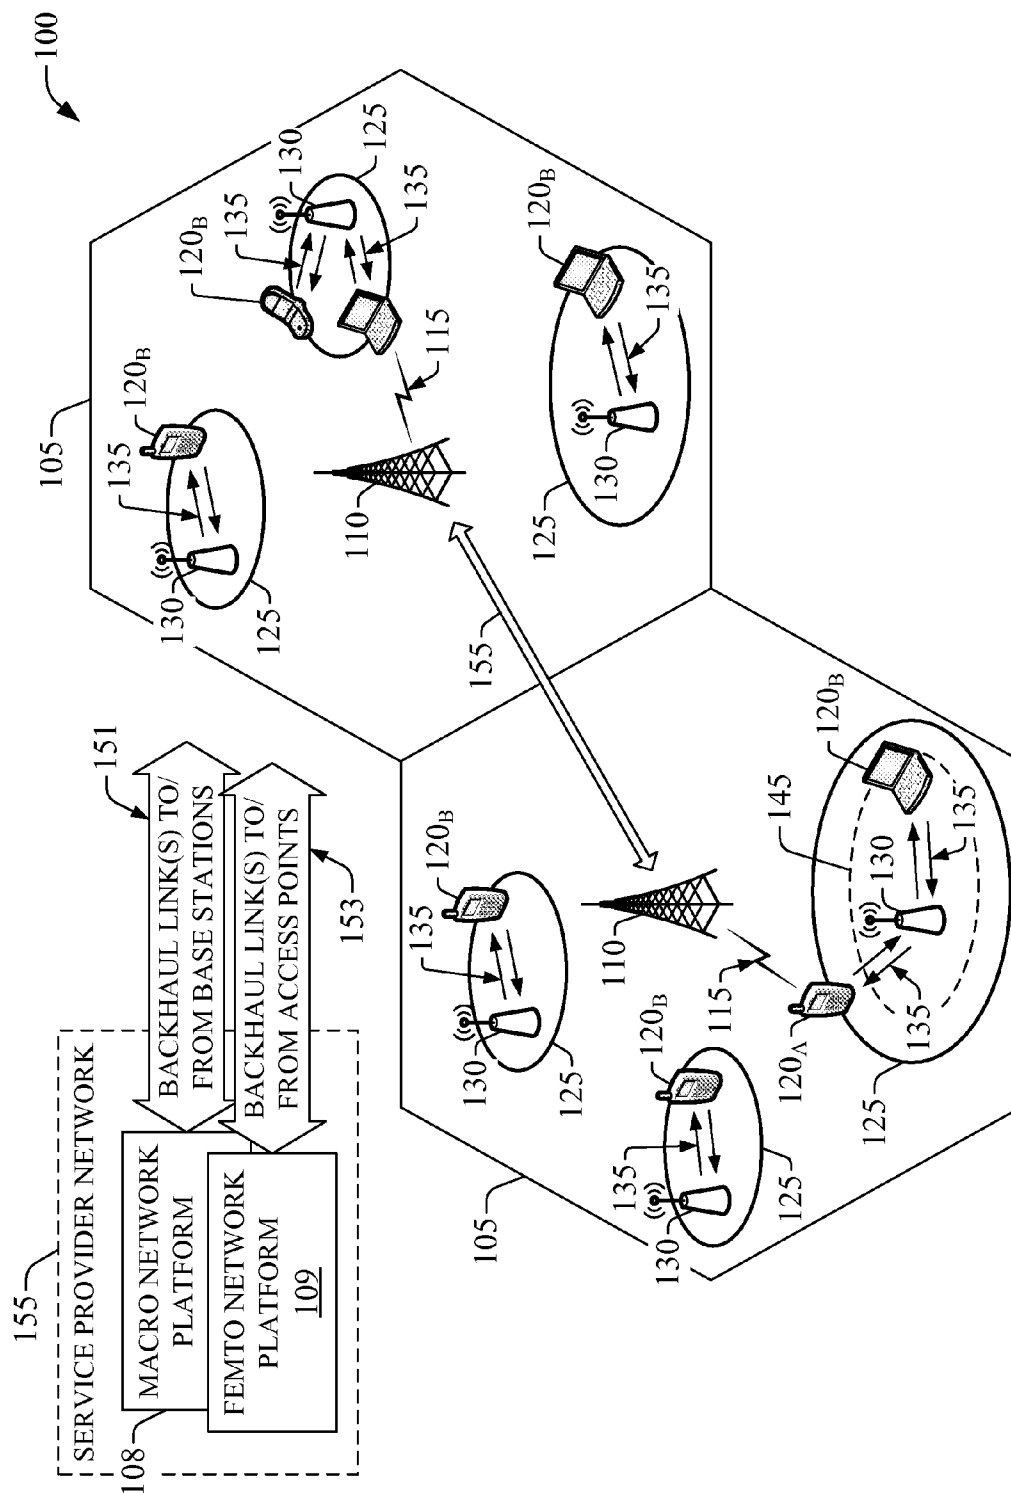 100
155
SERVICE PROVIDER NETWORK
108
MACRO NETWORK
PLATFORM
FEMTO NETWORK
PLATFORM
109
151
BACKHAUL LINK(S) TO/
FROM BASE STATIONS
BACKHAUL LINK(S) TO/
FROM ACCESS POINTS
153
105
120B
135
130
125
120B
135
130
125
135
115
110
120B
135
130
125
155
105
120B
135
130
125
110
115
120B
135
130
125
120A
125
145
120B
135
130
135